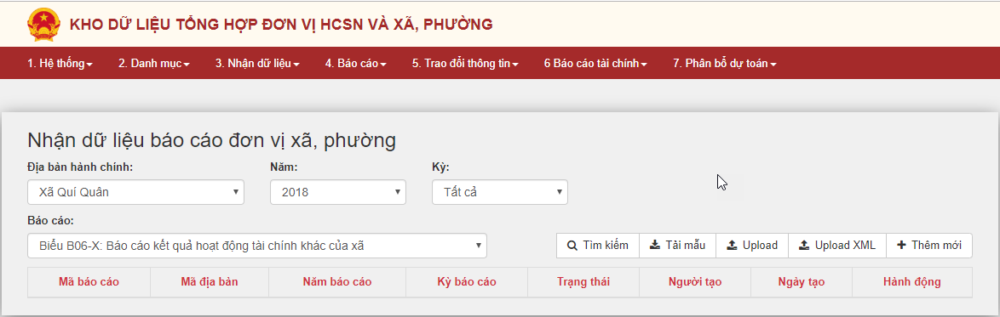 KHO DỮ LIỆU TỔNG HỢP ĐƠN VỊ HCSN VÀ XÃ, PHƯỜNG
1. Hệ thống 2. Danh mục 3. Nhận dữ liệu 4. Báo cáo 5. Trao đổi thông tin 6 Báo cáo tài chính 7. Phân bổ dự toán
Nhận dữ liệu báo cáo đơn vị xã, phường
Địa bàn hành chính: Năm: Kỳ:
Xã Quí Quân 2018 Tất cả
Báo cáo:
Biểu B06-X: Báo cáo kết quả hoạt động tài chính khác của xã Tìm kiếm Tải mẫu Upload Upload XML Thêm mới
Mã báo cáo Mã địa bàn Năm báo cáo Kỳ báo cáo Trạng thái Người tạo Ngày tạo Hành động